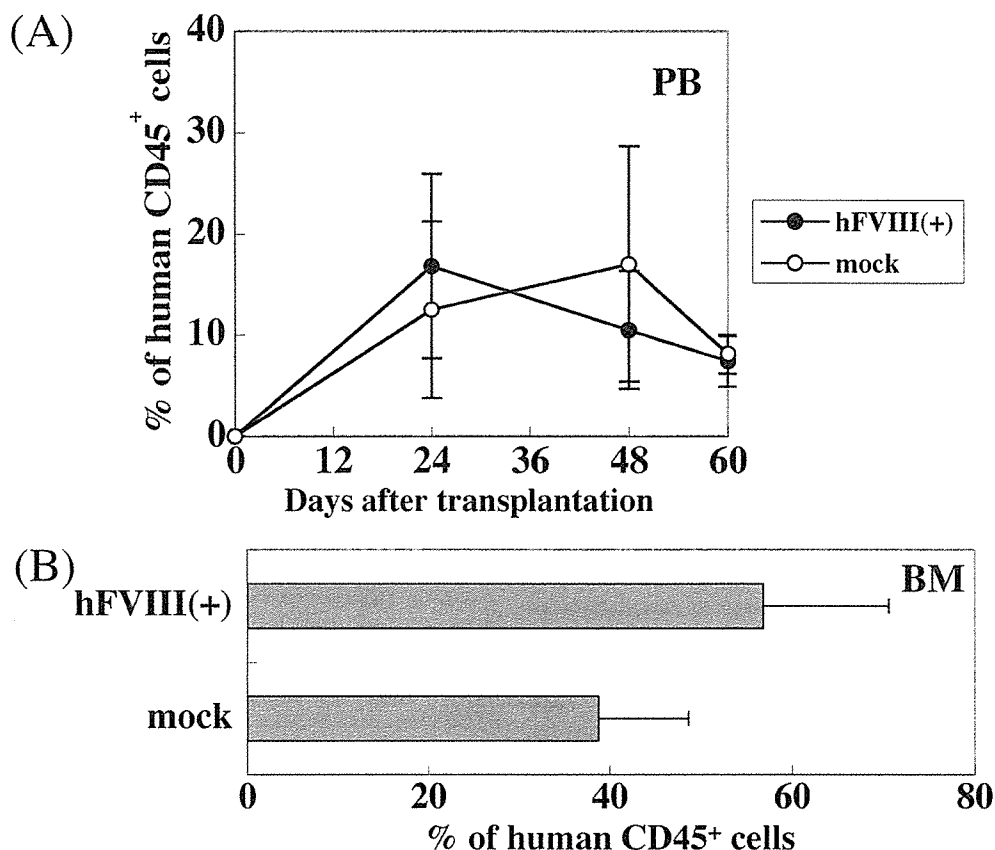 (A)
% of human CD45+ cells
40
30
20
10
0
PB
0 12 24 36 48 60
Days after transplantation
hFVIII(+)
mock
(B)
BM
hFVIII(+)
mock
0 20 40 60 80
% of human CD45+ cells